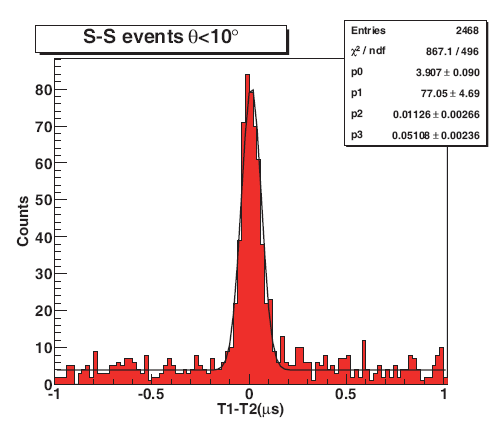 S-S events θ<10°
Entries 2468
χ² / ndf 867.1 / 496
p0 3.907 ± 0.090
p1 77.05 ± 4.69
p2 0.01126 ± 0.00266
p3 0.05108 ± 0.00236
Counts
80
70
60
50
40
30
20
10
0
-1 -0.5 0 0.5 1
T1-T2(μs)